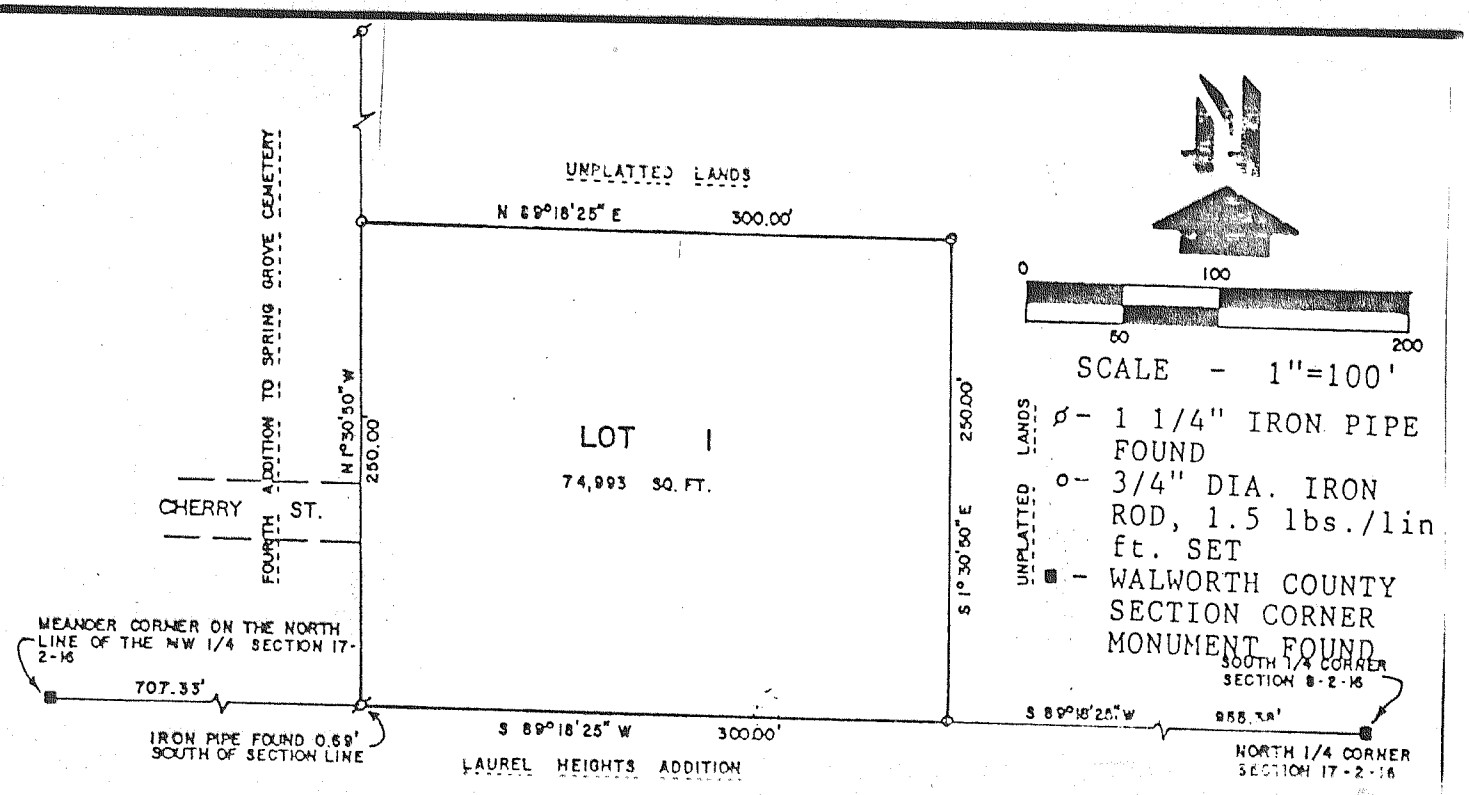 UNPLATTED LANDS
N 89°18'25" E 300.00'
FOURTH ADDITION TO SPRING GROVE CEMETERY
N 1°30'50" W
250.00'
LOT 1
74,993 SQ. FT.
CHERRY ST.
250.00'
S 1°30'50" E
UNPLATTED LANDS
MEANDER CORNER ON THE NORTH
LINE OF THE NW 1/4 SECTION 17-
2-16
707.33'
IRON PIPE FOUND 0.69'
SOUTH OF SECTION LINE
S 89°18'25" W 300.00'
LAUREL HEIGHTS ADDITION
N
0 100
50 200
SCALE - 1"=100'
ø- 1 1/4" IRON PIPE
FOUND
o- 3/4" DIA. IRON
ROD, 1.5 lbs./lin
ft. SET
■ - WALWORTH COUNTY
SECTION CORNER
MONUMENT FOUND
SOUTH 1/4 CORNER
SECTION 8-2-16
S 89°18'25" W
NORTH 1/4 CORNER
SECTION 17-2-16